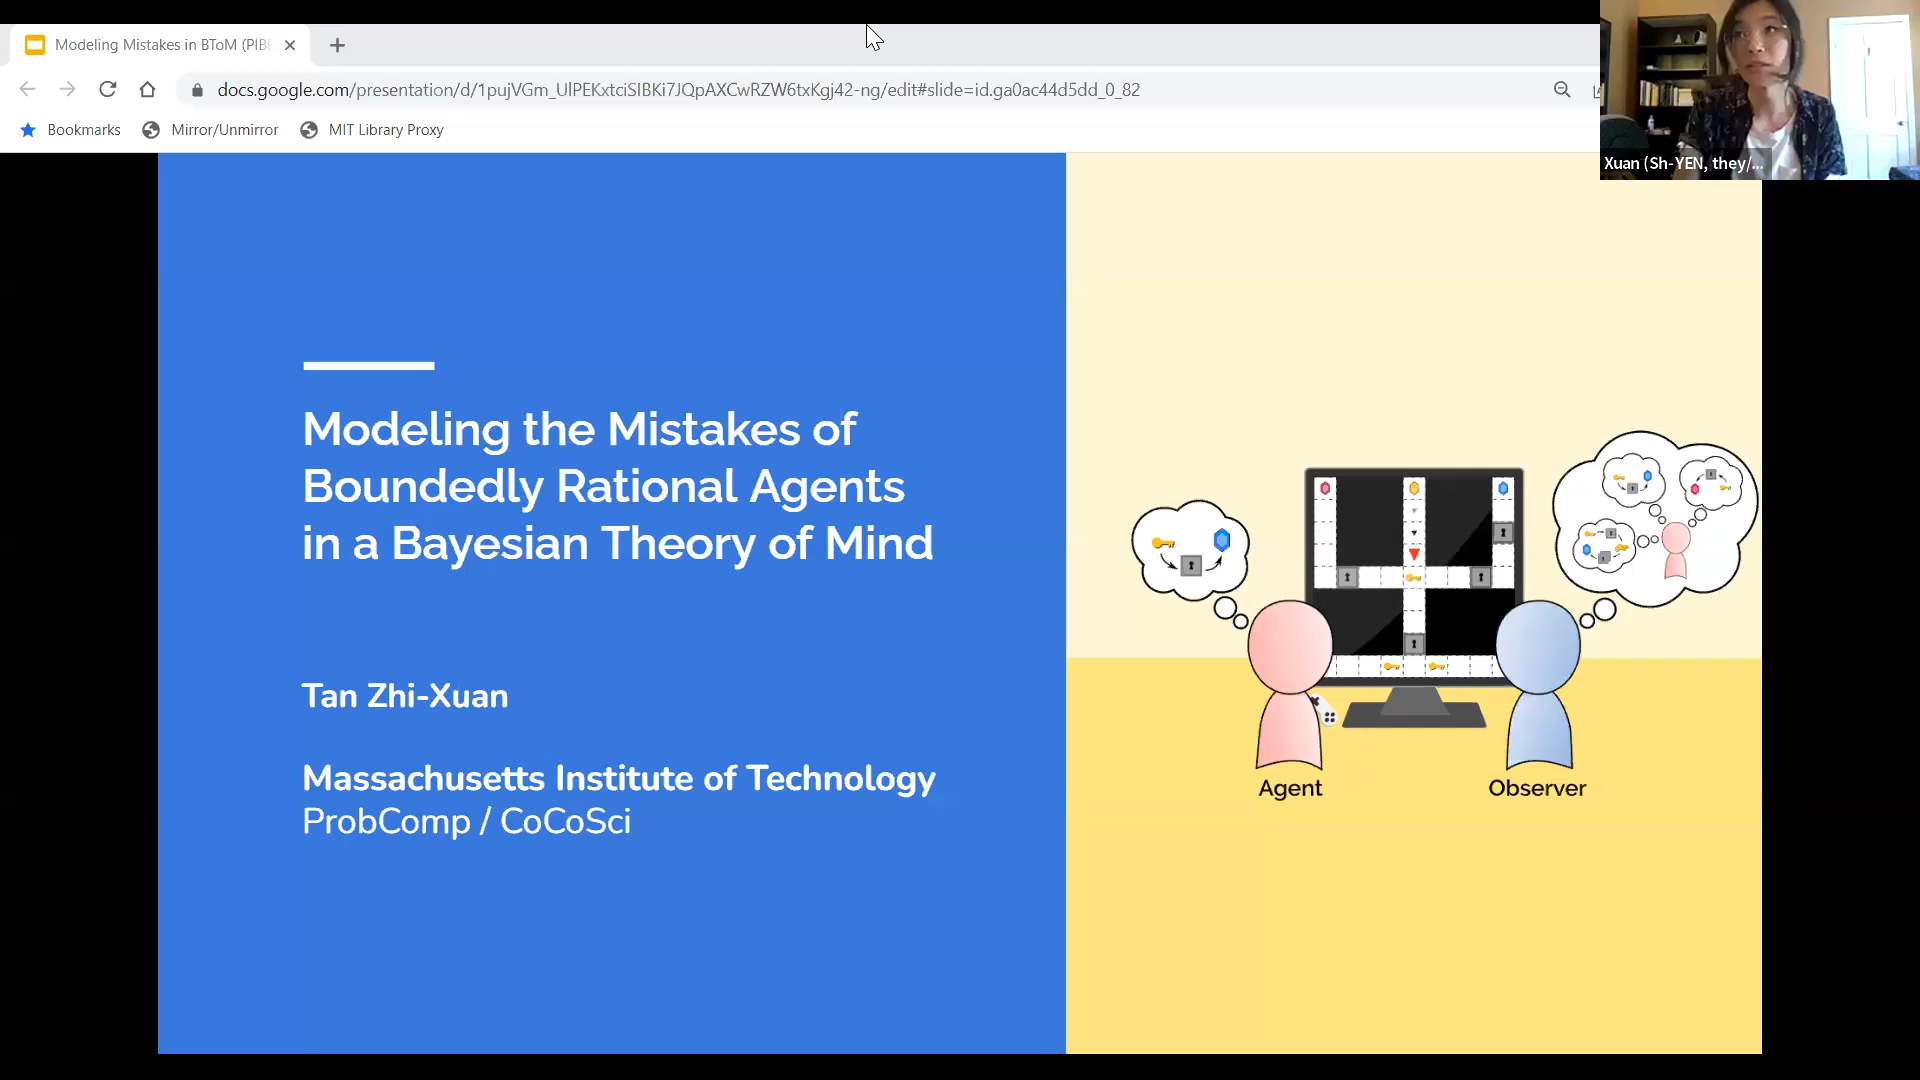 Modeling Mistakes in BToM (PIBE
docs.google.com/presentation/d/1pujVGm_UlPEKxtciSIBKi7JQpAXCwRZW6txKgj42-ng/edit#slide=id.ga0ac44d5dd_0_82
Bookmarks
Mirror/Unmirror
MIT Library Proxy
Xuan (Sh-YEN, they/...
Modeling the Mistakes of
Boundedly Rational Agents
in a Bayesian Theory of Mind
Tan Zhi-Xuan
Massachusetts Institute of Technology
ProbComp / CoCoSci
Agent
Observer